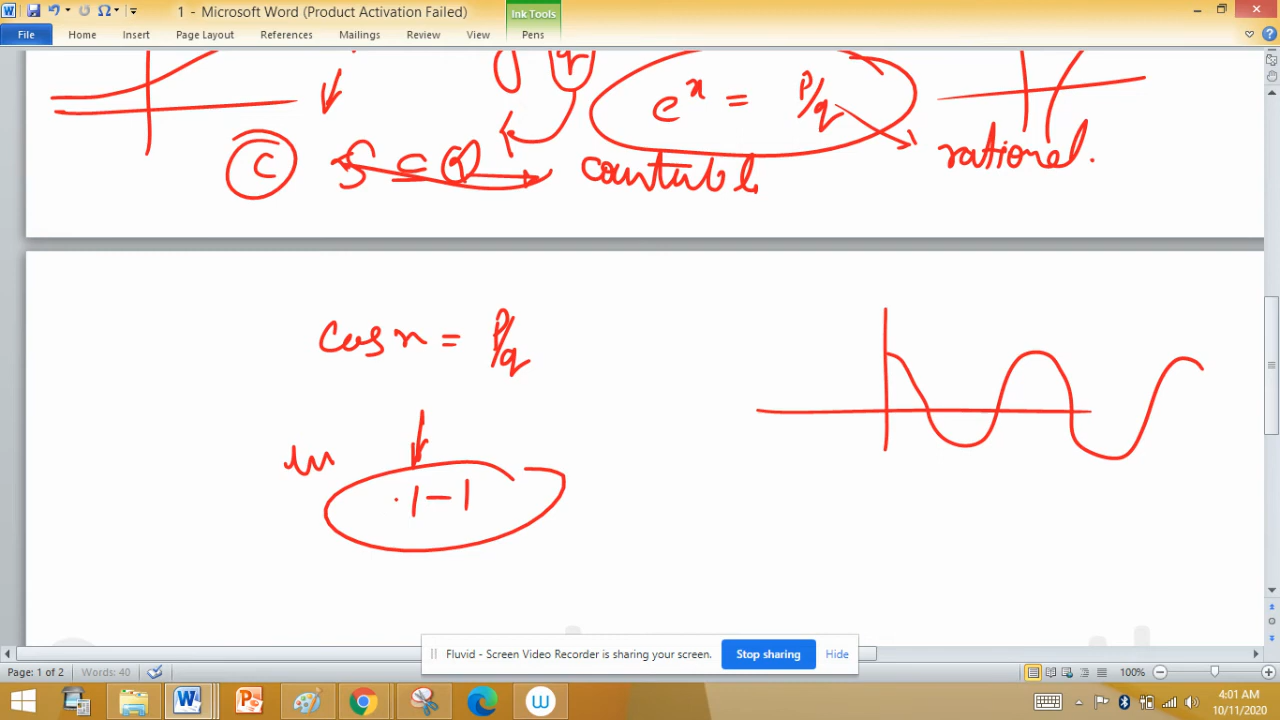 1 - Microsoft Word (Product Activation Failed)
Ink Tools
File Home Insert Page Layout References Mailings Review View Pens
e^x = p/q
rational.
C S ⊆ Q countable
cos x = p/q
1-1
Fluvid - Screen Video Recorder is sharing your screen. Stop sharing Hide
Page: 1 of 2 Words: 40 100%
4:01 AM
10/11/2020